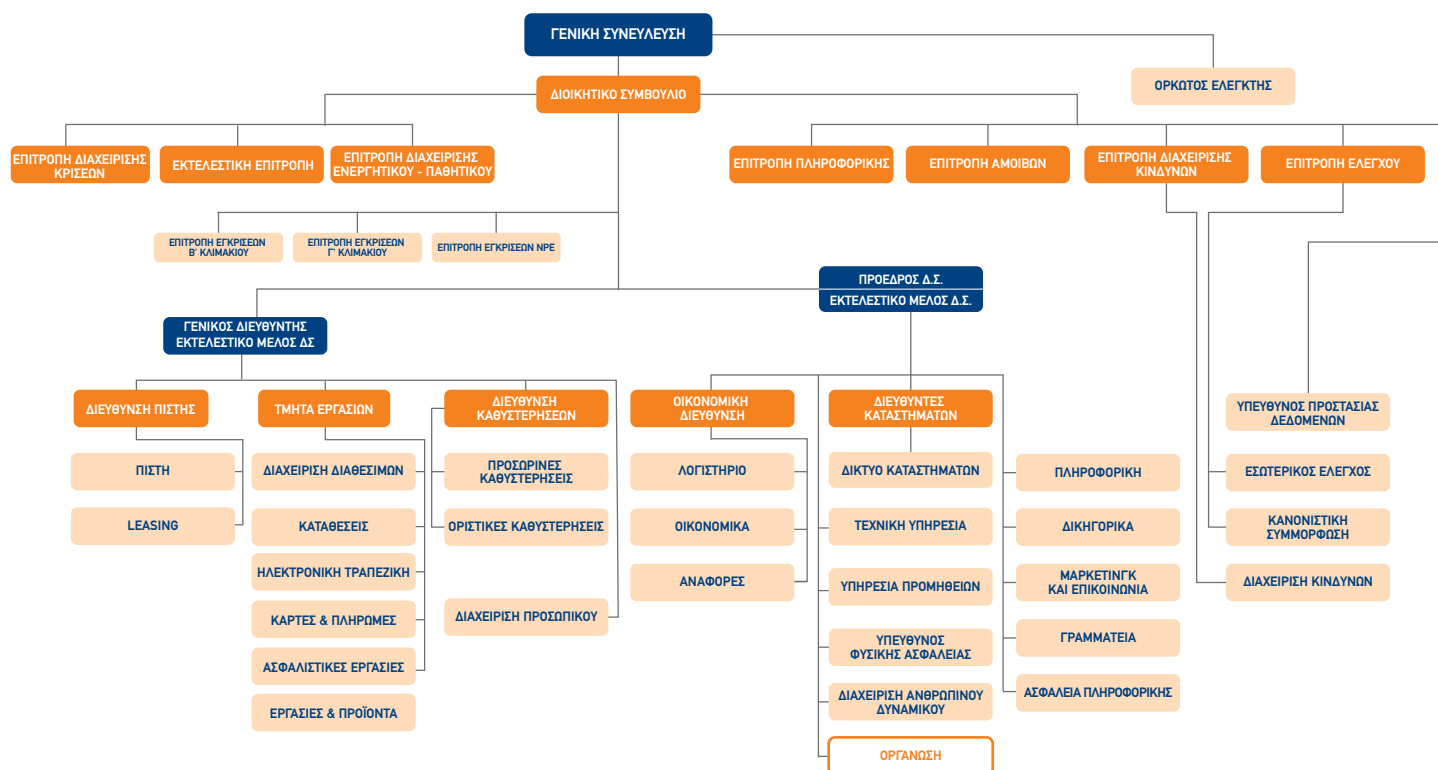 ΓΕΝΙΚΗ ΣΥΝΕΥΛΕΥΣΗ
ΟΡΚΩΤΟΣ ΕΛΕΓΚΤΗΣ
ΔΙΟΙΚΗΤΙΚΟ ΣΥΜΒΟΥΛΙΟ
ΕΠΙΤΡΟΠΗ ΔΙΑΧΕΙΡΙΣΗΣ
ΚΡΙΣΕΩΝ
ΕΚΤΕΛΕΣΤΙΚΗ ΕΠΙΤΡΟΠΗ
ΕΠΙΤΡΟΠΗ ΔΙΑΧΕΙΡΙΣΗΣ
ΕΝΕΡΓΗΤΙΚΟΥ - ΠΑΘΗΤΙΚΟΥ
ΕΠΙΤΡΟΠΗ ΠΛΗΡΟΦΟΡΙΚΗΣ
ΕΠΙΤΡΟΠΗ ΑΜΟΙΒΩΝ
ΕΠΙΤΡΟΠΗ ΔΙΑΧΕΙΡΙΣΗΣ
ΚΙΝΔΥΝΩΝ
ΕΠΙΤΡΟΠΗ ΕΛΕΓΧΟΥ
ΕΠΙΤΡΟΠΗ ΕΓΚΡΙΣΕΩΝ
Β' ΚΛΙΜΑΚΙΟΥ
ΕΠΙΤΡΟΠΗ ΕΓΚΡΙΣΕΩΝ
Γ' ΚΛΙΜΑΚΙΟΥ
ΕΠΙΤΡΟΠΗ ΕΓΚΡΙΣΕΩΝ NPE
ΠΡΟΕΔΡΟΣ Δ.Σ.
ΕΚΤΕΛΕΣΤΙΚΟ ΜΕΛΟΣ Δ.Σ.
ΓΕΝΙΚΟΣ ΔΙΕΥΘΥΝΤΗΣ
ΕΚΤΕΛΕΣΤΙΚΟ ΜΕΛΟΣ ΔΣ
ΔΙΕΥΘΥΝΣΗ ΠΙΣΤΗΣ
ΠΙΣΤΗ
LEASING
ΤΜΗΤΑ ΕΡΓΑΣΙΩΝ
ΔΙΑΧΕΙΡΙΣΗ ΔΙΑΘΕΣΙΜΩΝ
ΚΑΤΑΘΕΣΕΙΣ
ΗΛΕΚΤΡΟΝΙΚΗ ΤΡΑΠΕΖΙΚΗ
ΚΑΡΤΕΣ & ΠΛΗΡΩΜΕΣ
ΑΣΦΑΛΙΣΤΙΚΕΣ ΕΡΓΑΣΙΕΣ
ΕΡΓΑΣΙΕΣ & ΠΡΟΪΟΝΤΑ
ΔΙΕΥΘΥΝΣΗ
ΚΑΘΥΣΤΕΡΗΣΕΩΝ
ΠΡΟΣΩΡΙΝΕΣ
ΚΑΘΥΣΤΕΡΗΣΕΙΣ
ΟΡΙΣΤΙΚΕΣ ΚΑΘΥΣΤΕΡΗΣΕΙΣ
ΔΙΑΧΕΙΡΙΣΗ ΠΡΟΣΩΠΙΚΟΥ
ΟΙΚΟΝΟΜΙΚΗ
ΔΙΕΥΘΥΝΣΗ
ΛΟΓΙΣΤΗΡΙΟ
ΟΙΚΟΝΟΜΙΚΑ
ΑΝΑΦΟΡΕΣ
ΔΙΕΥΘΥΝΤΕΣ
ΚΑΤΑΣΤΗΜΑΤΩΝ
ΔΙΚΤΥΟ ΚΑΤΑΣΤΗΜΑΤΩΝ
ΤΕΧΝΙΚΗ ΥΠΗΡΕΣΙΑ
ΥΠΗΡΕΣΙΑ ΠΡΟΜΗΘΕΙΩΝ
ΥΠΕΥΘΥΝΟΣ
ΦΥΣΙΚΗΣ ΑΣΦΑΛΕΙΑΣ
ΔΙΑΧΕΙΡΙΣΗ ΑΝΘΡΩΠΙΝΟΥ
ΔΥΝΑΜΙΚΟΥ
ΟΡΓΑΝΩΣΗ
ΠΛΗΡΟΦΟΡΙΚΗ
ΔΙΚΗΓΟΡΙΚΑ
ΜΑΡΚΕΤΙΝΓΚ
ΚΑΙ ΕΠΙΚΟΙΝΩΝΙΑ
ΓΡΑΜΜΑΤΕΙΑ
ΑΣΦΑΛΕΙΑ ΠΛΗΡΟΦΟΡΙΚΗΣ
ΥΠΕΥΘΥΝΟΣ ΠΡΟΣΤΑΣΙΑΣ
ΔΕΔΟΜΕΝΩΝ
ΕΣΩΤΕΡΙΚΟΣ ΕΛΕΓΧΟΣ
ΚΑΝΟΝΙΣΤΙΚΗ
ΣΥΜΜΟΡΦΩΣΗ
ΔΙΑΧΕΙΡΙΣΗ ΚΙΝΔΥΝΩΝ